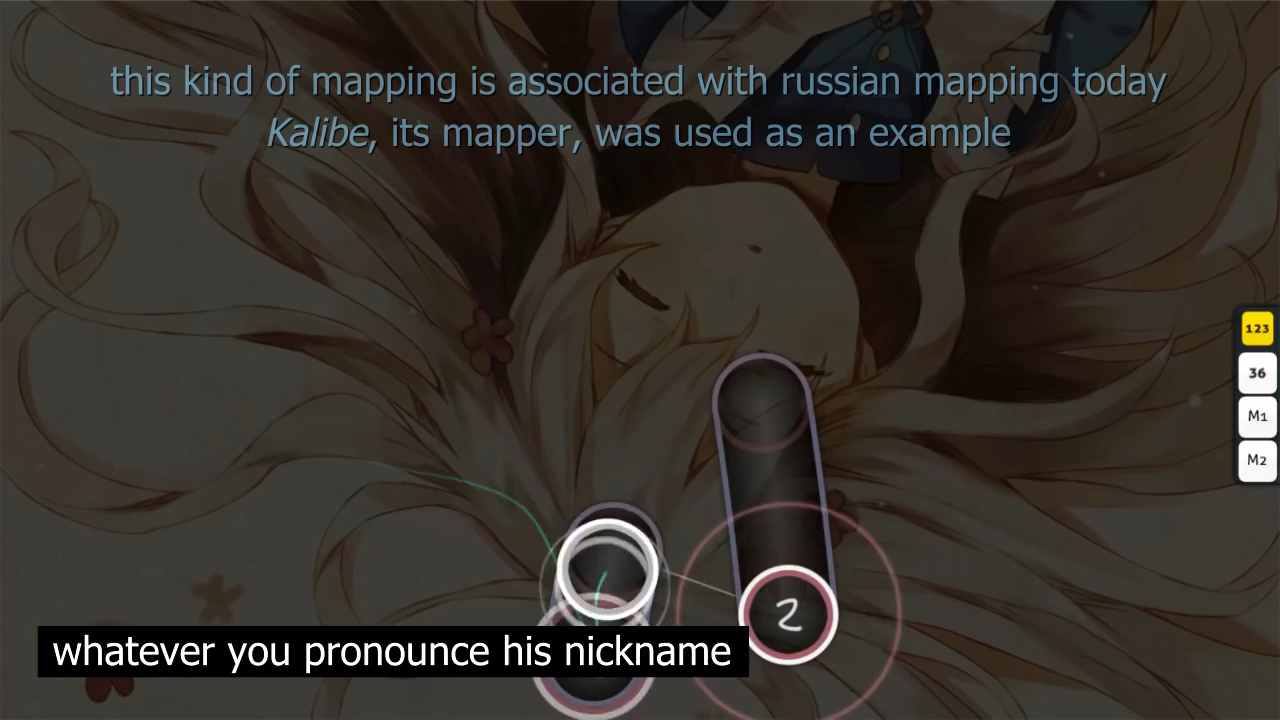 this kind of mapping is associated with russian mapping today
Kalibe, its mapper, was used as an example
123
36
M1
M2
2
whatever you pronounce his nickname